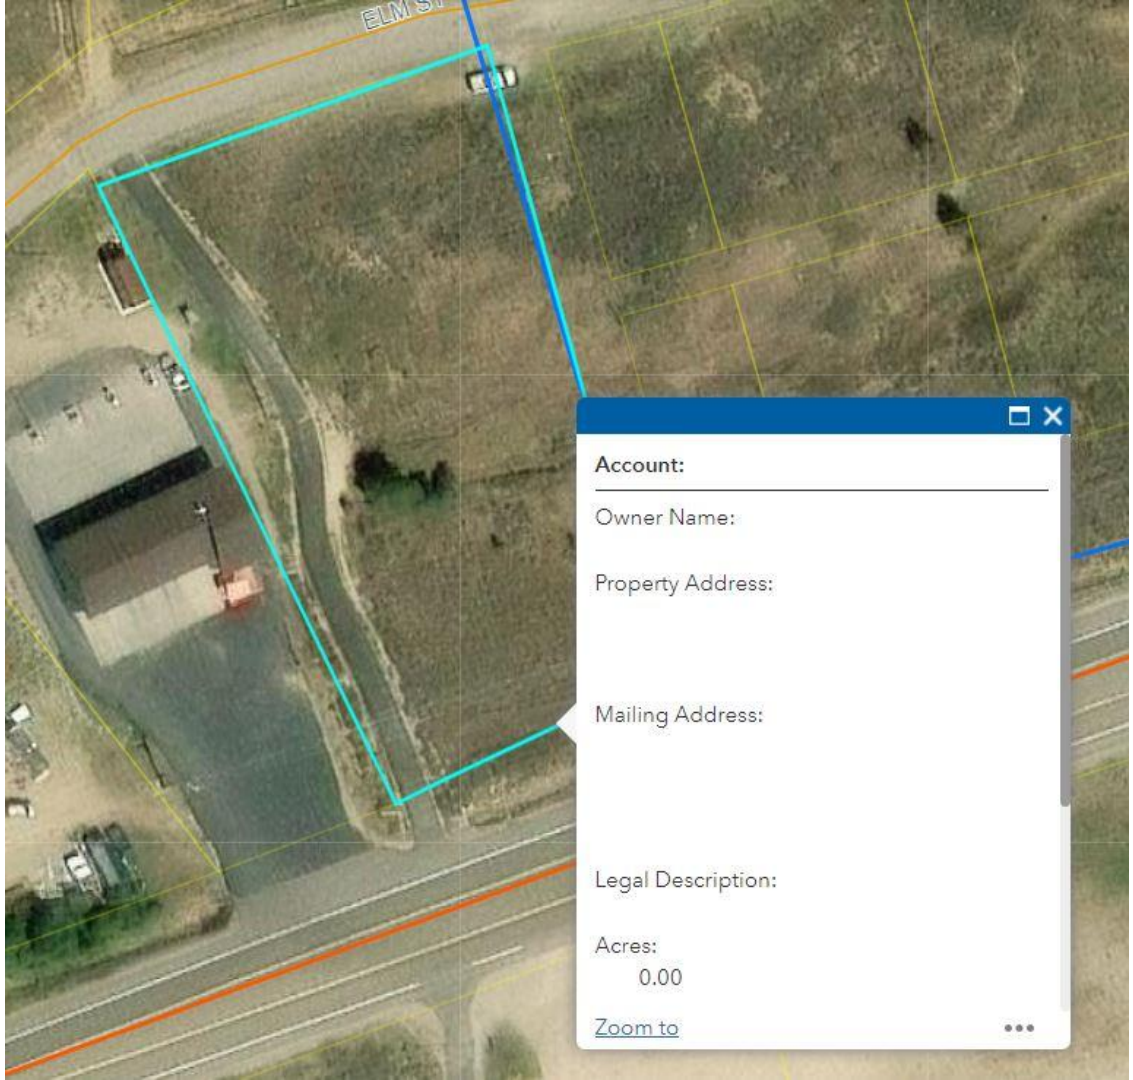 ELM ST
Account:
Owner Name:
Property Address:
Mailing Address:
Legal Description:
Acres:
0.00
Zoom to